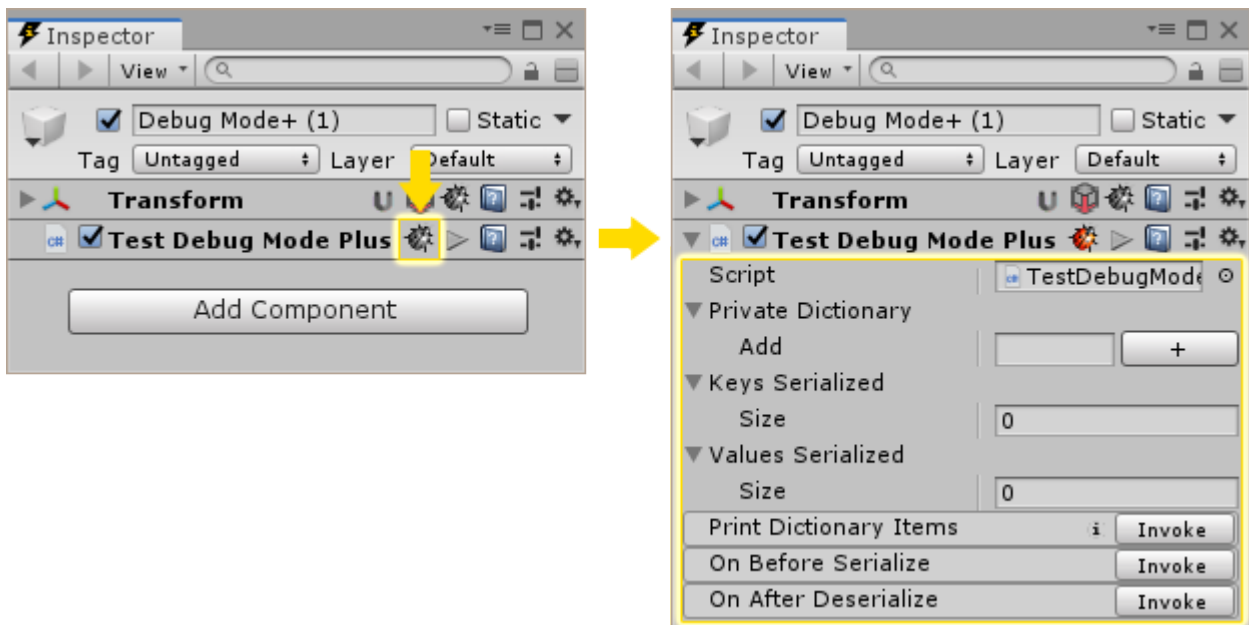 Inspector
View
Debug Mode+ (1) Static
Tag Untagged Layer Default
Transform
C# Test Debug Mode Plus
Add Component
Inspector
View
Debug Mode+ (1) Static
Tag Untagged Layer Default
Transform
C# Test Debug Mode Plus
Script TestDebugMode
Private Dictionary
Add +
Keys Serialized
Size 0
Values Serialized
Size 0
Print Dictionary Items i Invoke
On Before Serialize Invoke
On After Deserialize Invoke